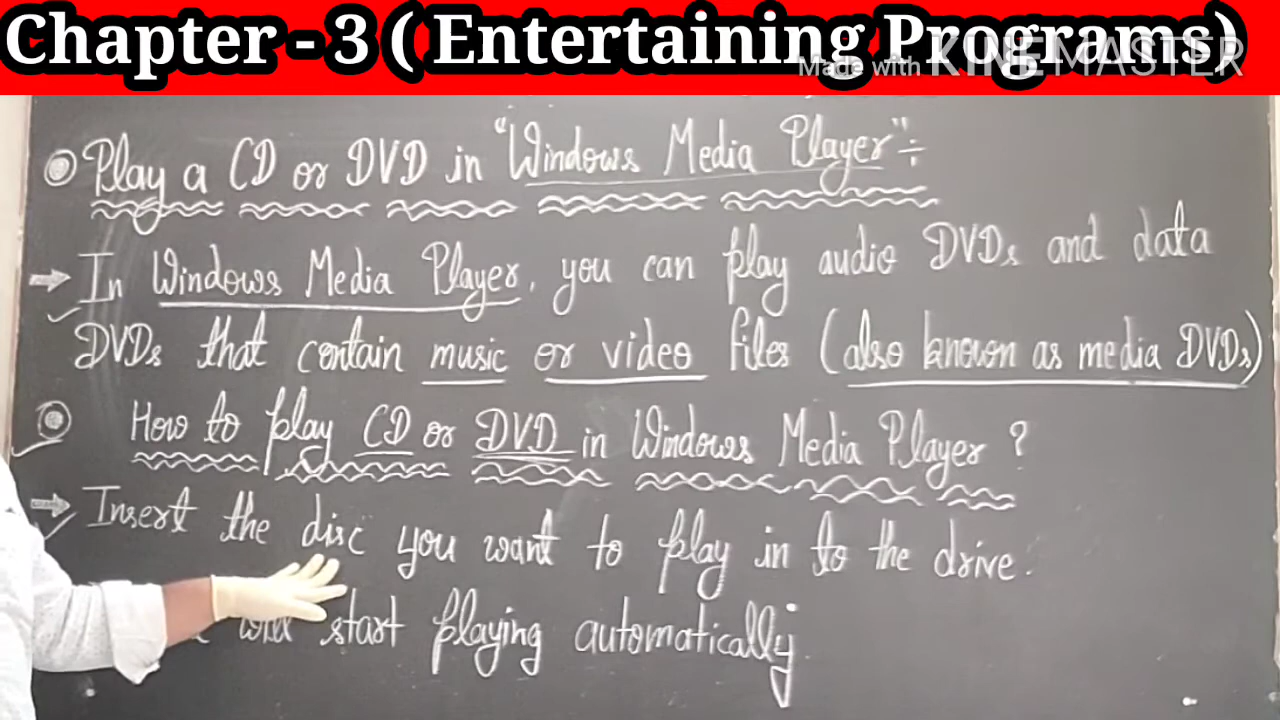 Chapter - 3 ( Entertaining Programs)
Made with KINEMASTER
Play a CD or DVD in "Windows Media Player" ÷
In Windows Media Player, you can play audio DVDs and data
DVDs that contain music or video files (also known as media DVDs)
How to play CD or DVD in Windows Media Player ?
Insert the disc you want to play in to the drive.
will start playing automatically.